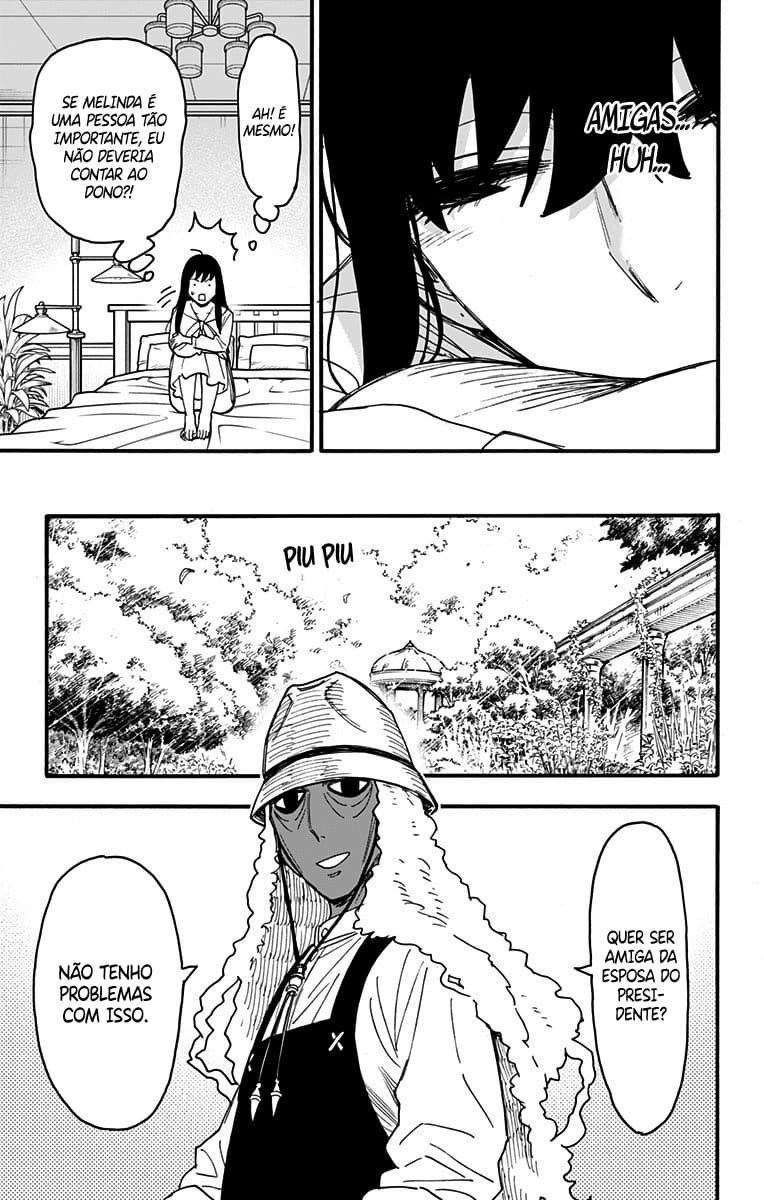 AMIGAS...
HUH...
AH! É
MESMO!
SE MELINDA É
UMA PESSOA TÃO
IMPORTANTE, EU
NÃO DEVERIA
CONTAR AO
DONO?!
PIU PIU
QUER SER
AMIGA DA
ESPOSA DO
PRESI-
DENTE?
NÃO TENHO
PROBLEMAS
COM ISSO.